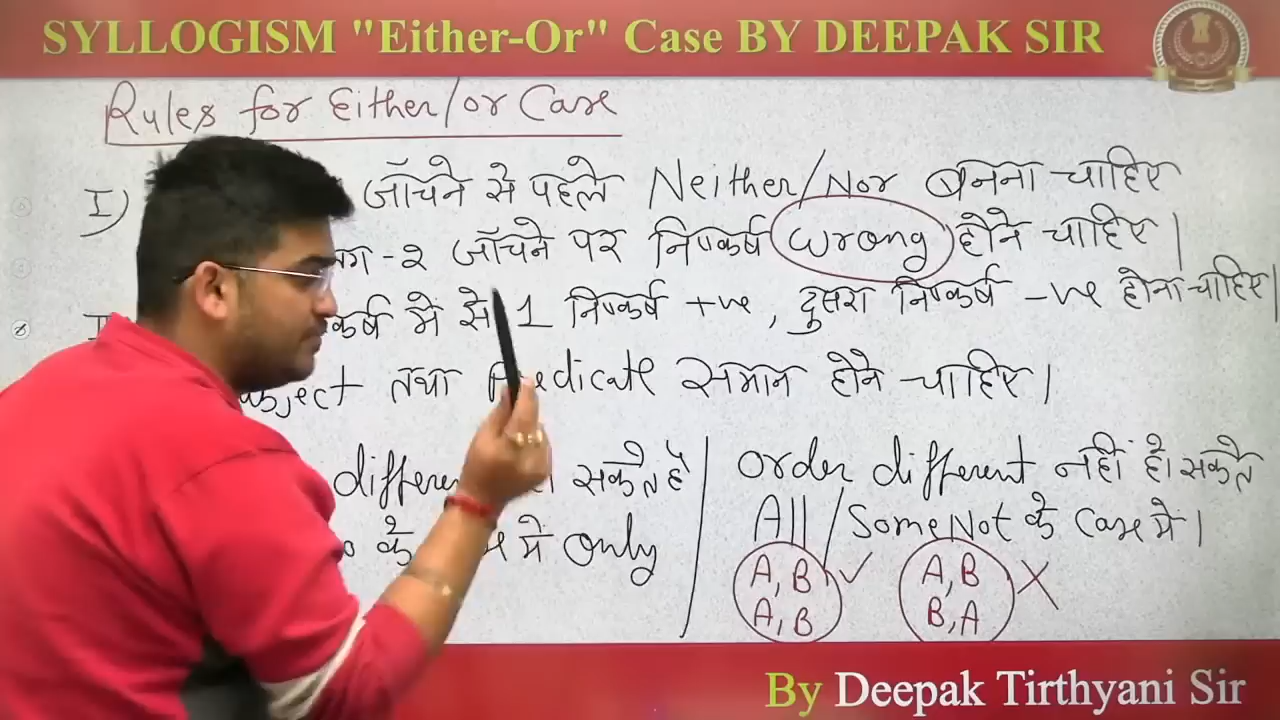 SYLLOGISM "Either-Or" Case BY DEEPAK SIR
Rules for Either/or Case
I) जाँचने से पहले Neither/Nor बनना चाहिए
-२ जाँचने पर निष्कर्ष wrong होने चाहिए।
में से 1 निष्कर्ष +ve, दुसरा निष्कर्ष -ve होना चाहिए।
तथा Predicate समान होने चाहिए।
सकते है
के में only
order different नहीं हो सकते
All/Some Not के Case में।
A, B ✓ A, B X
A, B B, A
By Deepak Tirthyani Sir